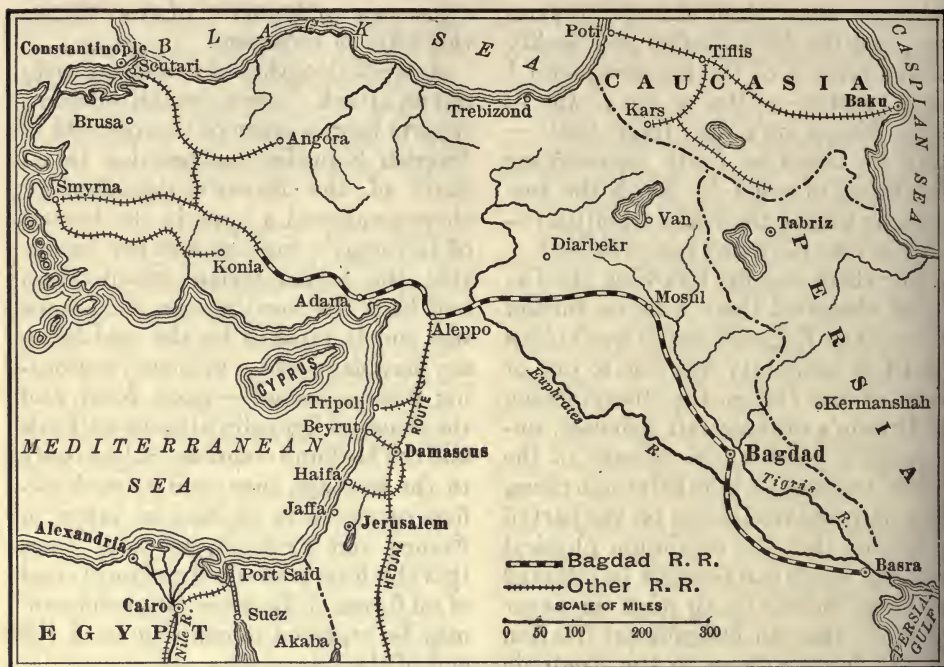 BLACK SEA
Constantinople
Scutari
Poti
Tiflis
CAUCASIA
CASPIAN SEA
Baku
Trebizond
Kars
Brusa
Angora
Smyrna
Van
Tabriz
Diarbekr
PERSIA
Konia
Adana
Mosul
Aleppo
CYPRUS
Euphrates R.
Kermanshah
Tripoli
Beyrut
ROUTE
MEDITERRANEAN
SEA
Damascus
Bagdad
Haifa
Tigris R.
Jaffa
Jerusalem
Alexandria
HEDJAZ
Bagdad R. R.
Other R. R.
SCALE OF MILES
0 50 100 200 300
Basra
Port Said
Cairo
Suez
EGYPT
Nile R.
Akaba
PERSIAN
GULF